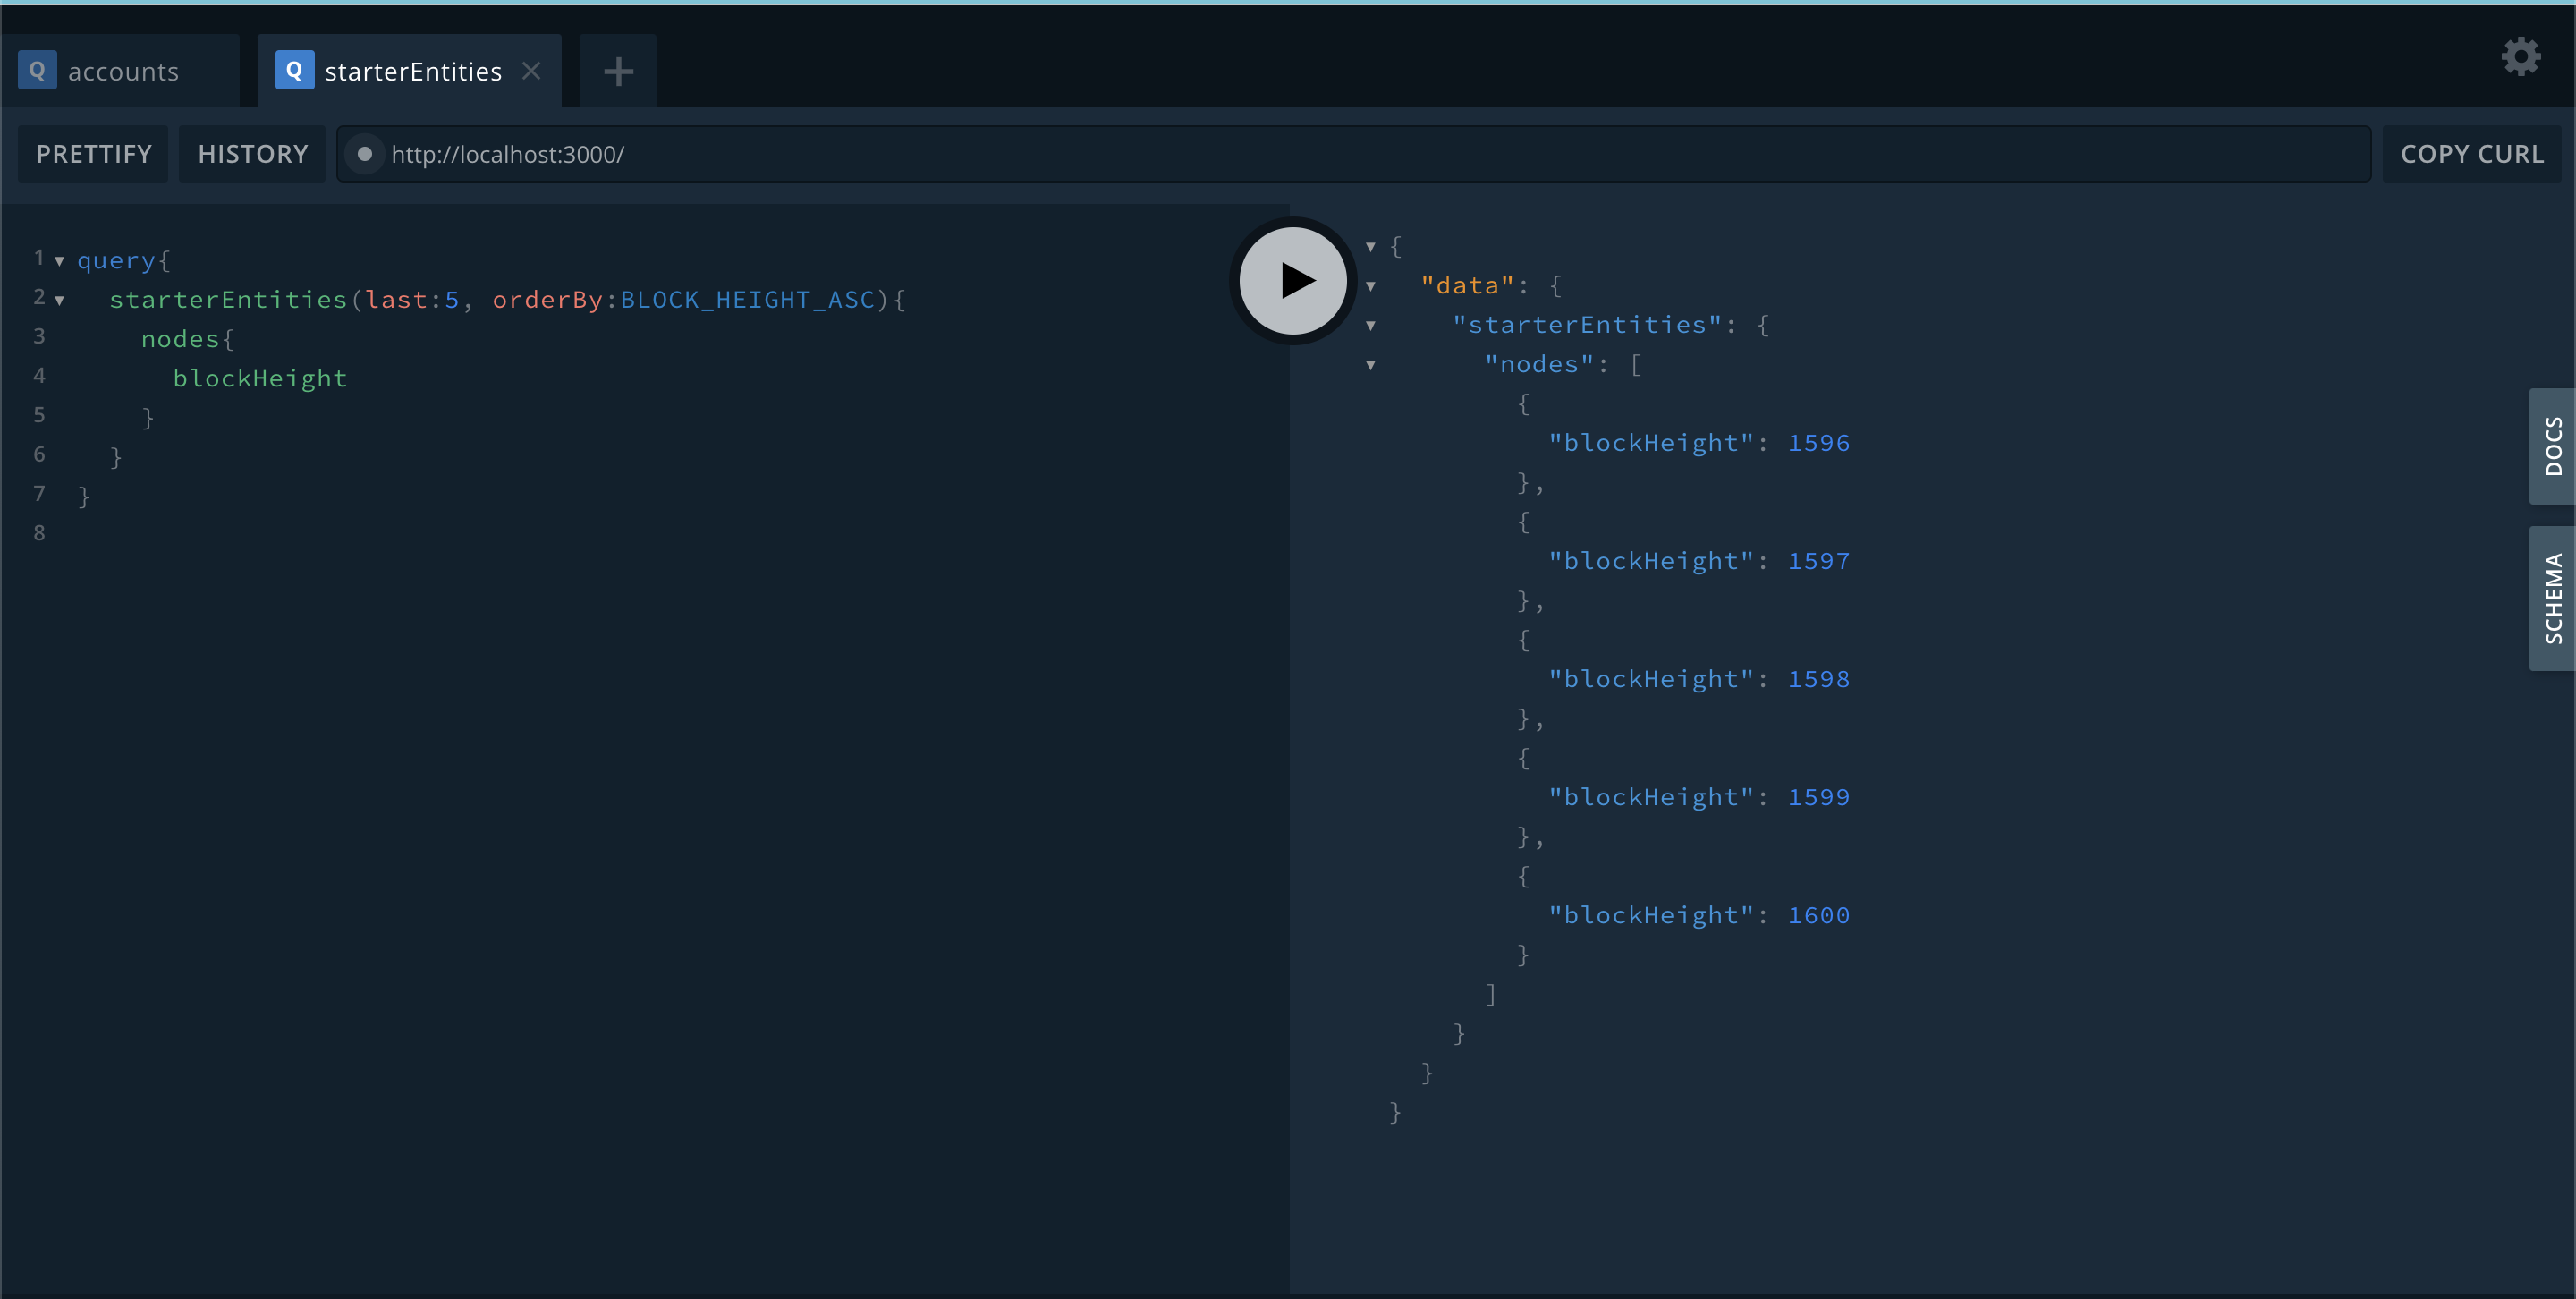 Q accounts
Q starterEntities
PRETTIFY
HISTORY
http://localhost:3000/
COPY CURL
1 query{
2 starterEntities(last:5, orderBy:BLOCK_HEIGHT_ASC){
3 nodes{
4 blockHeight
5 }
6 }
7 }
8
{
"data": {
"starterEntities": {
"nodes": [
{
"blockHeight": 1596
},
{
"blockHeight": 1597
},
{
"blockHeight": 1598
},
{
"blockHeight": 1599
},
{
"blockHeight": 1600
}
]
}
}
}
DOCS
SCHEMA